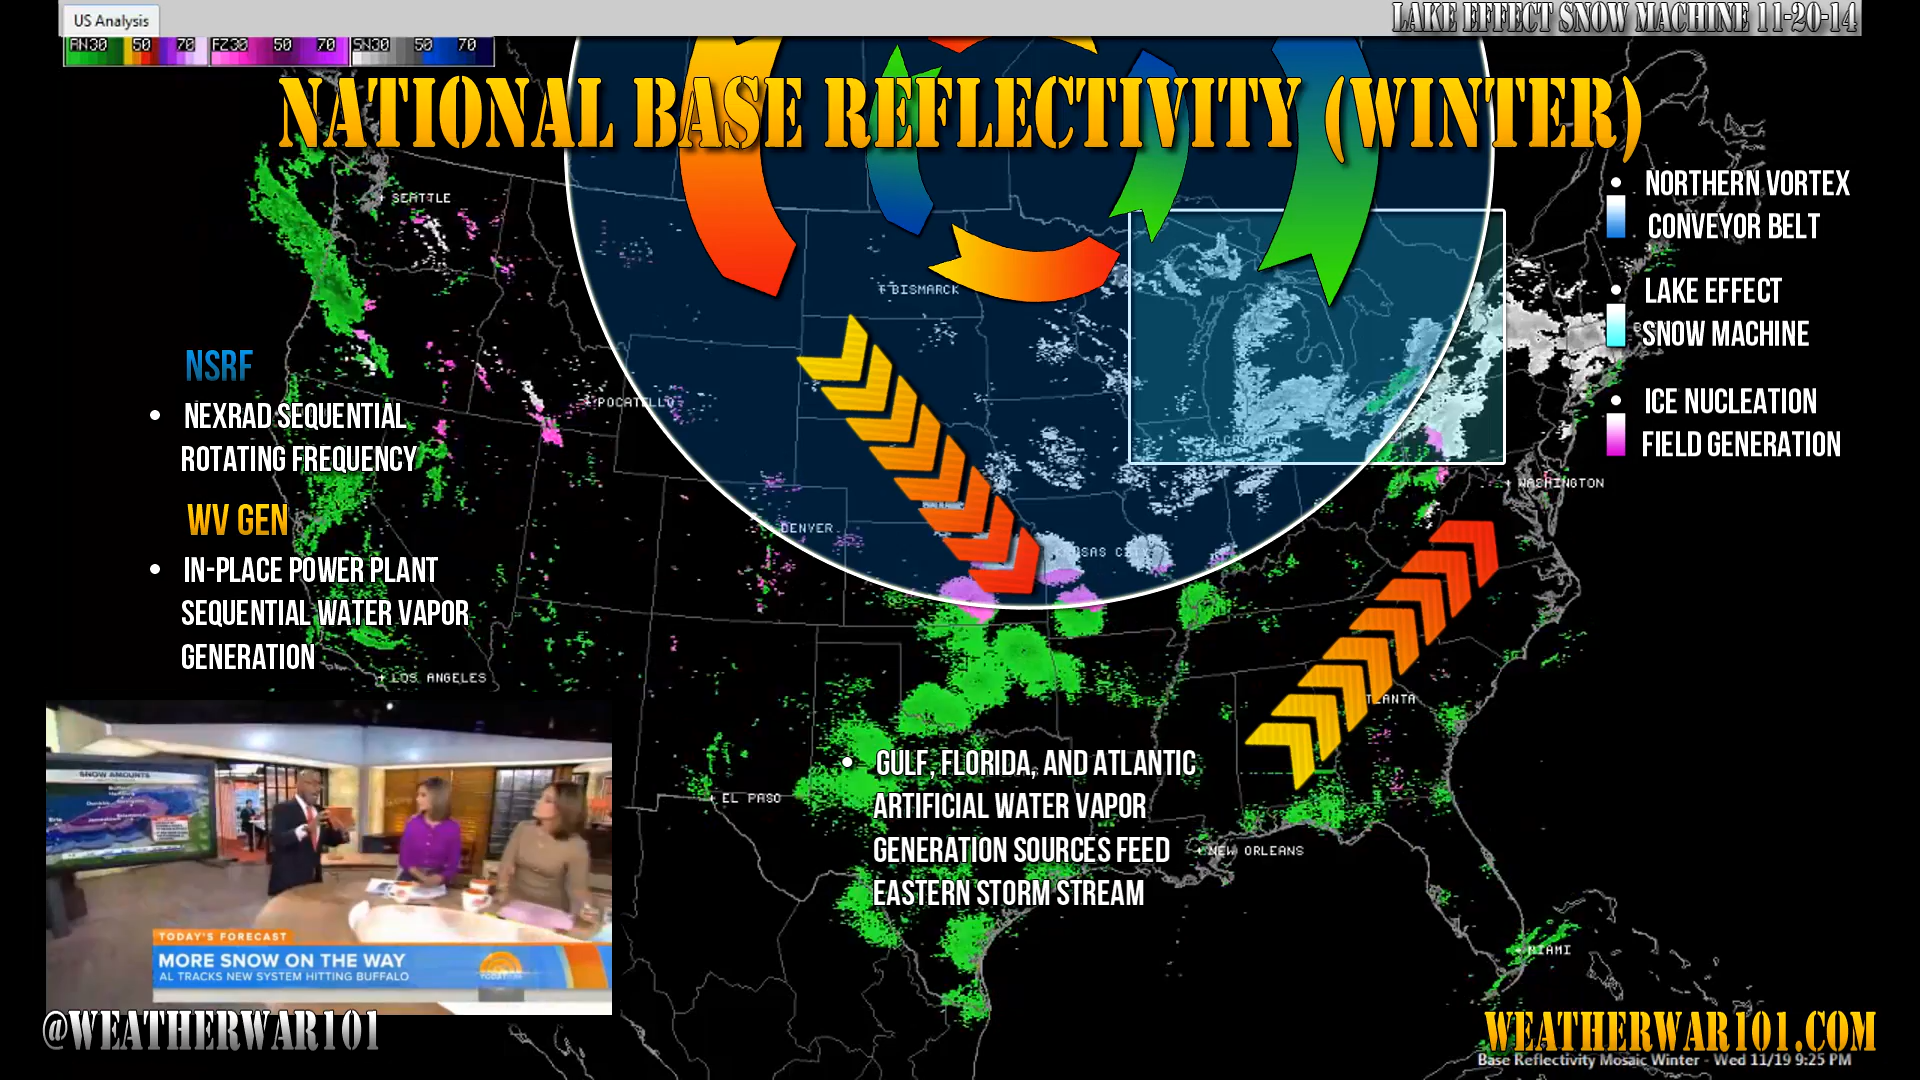 US Analysis
LAKE EFFECT SNOW MACHINE 11-20-14
RN30 50 70 FZ30 50 70 SN30 50 70
NATIONAL BASE REFLECTIVITY (WINTER)
• NORTHERN VORTEX
CONVEYOR BELT
SEATTLE
BISMARCK
• LAKE EFFECT
SNOW MACHINE
NSRF
• NEXRAD SEQUENTIAL
ROTATING FREQUENCY
POCATELLO
• ICE NUCLEATION
FIELD GENERATION
WASHINGTON
WV GEN
DENVER
• IN-PLACE POWER PLANT
SEQUENTIAL WATER VAPOR
GENERATION
LOS ANGELES
• GULF, FLORIDA, AND ATLANTIC
ARTIFICIAL WATER VAPOR
GENERATION SOURCES FEED
EASTERN STORM STREAM
EL PASO
NEW ORLEANS
MIAMI
SNOW AMOUNTS
TODAY'S FORECAST
MORE SNOW ON THE WAY
AL TRACKS NEW SYSTEM HITTING BUFFALO
TODAY
@WEATHERWAR101
WEATHERWAR101.COM
Base Reflectivity Mosaic Winter - Wed 11/19 9:25 PM